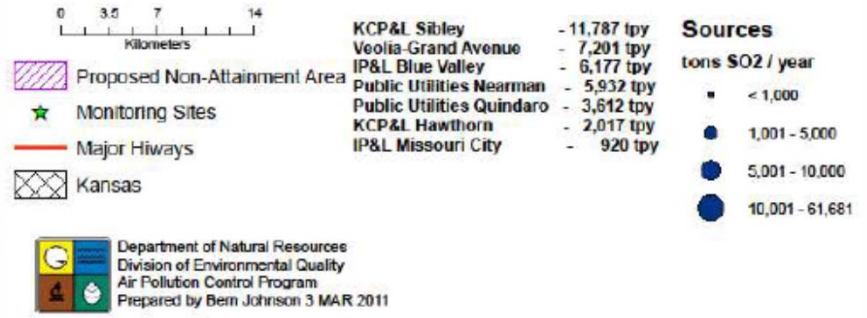 0 3.5 7 14
Kilometers
Proposed Non-Attainment Area
Monitoring Sites
Major Hiways
Kansas
KCP&L Sibley - 11,787 tpy
Veolia-Grand Avenue - 7,201 tpy
IP&L Blue Valley - 6,177 tpy
Public Utilities Nearman - 5,932 tpy
Public Utilities Quindaro - 3,612 tpy
KCP&L Hawthorn - 2,017 tpy
IP&L Missouri City - 920 tpy
Sources
tons SO2 / year
< 1,000
1,001 - 5,000
5,001 - 10,000
10,001 - 61,681
Department of Natural Resources
Division of Environmental Quality
Air Pollution Control Program
Prepared by Bern Johnson 3 MAR 2011